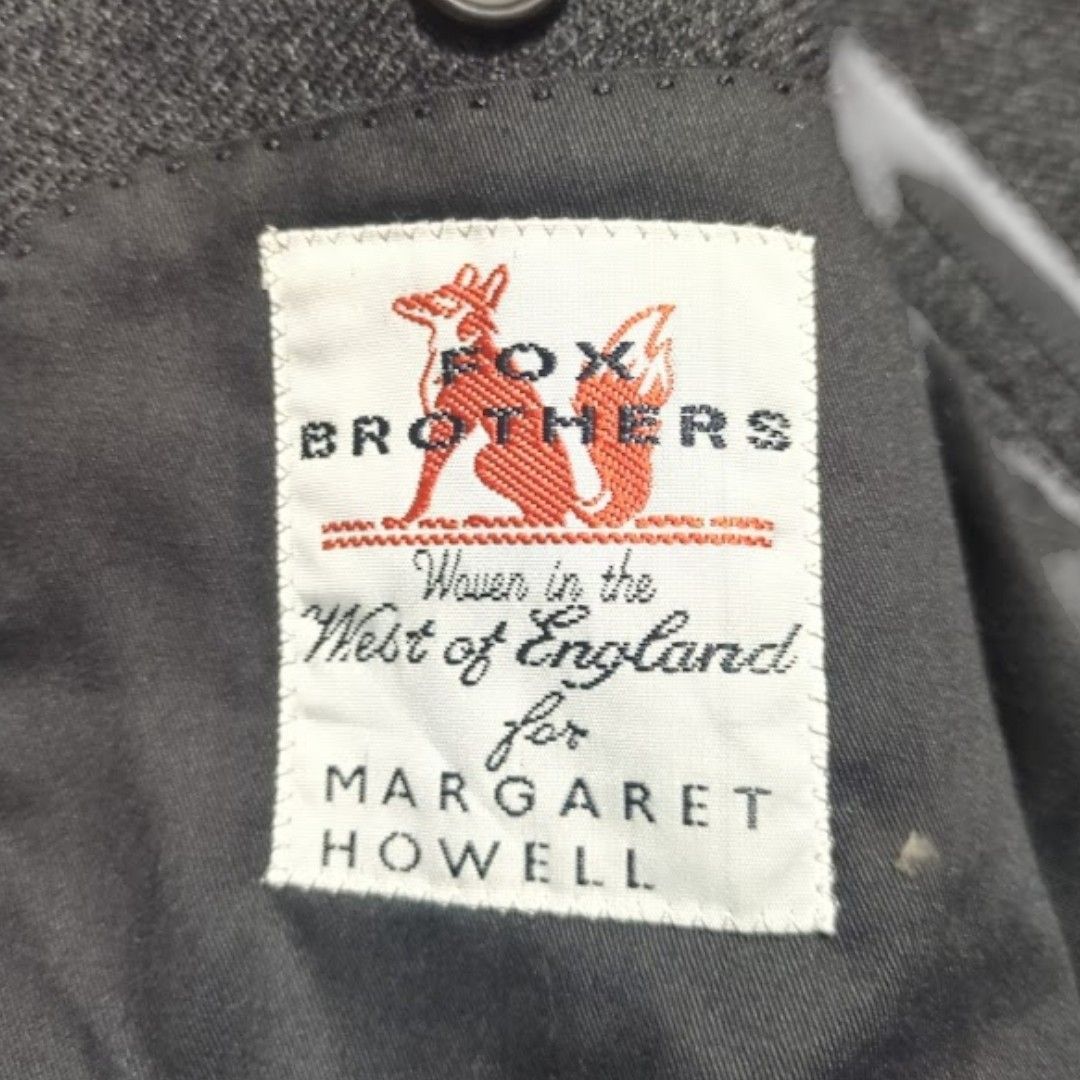 FOX
BROTHERS
Woven in the
West of England
for
MARGARET
HOWELL